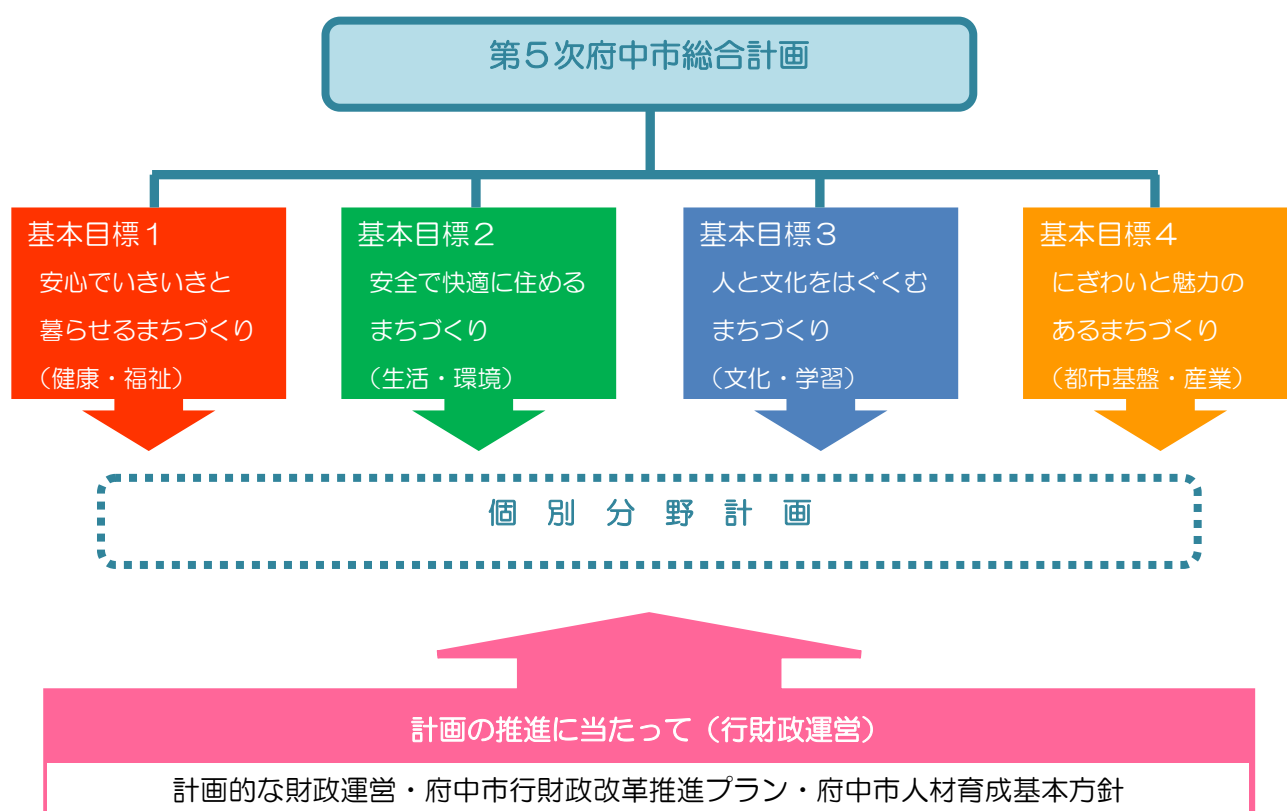 第５次府中市総合計画
基本目標１
安心でいきいきと
暮らせるまちづくり
（健康・福祉）
基本目標２
安全で快適に住める
まちづくり
（生活・環境）
基本目標３
人と文化をはぐくむ
まちづくり
（文化・学習）
基本目標４
にぎわいと魅力の
あるまちづくり
（都市基盤・産業）
個　別　分　野　計　画
計画の推進に当たって（行財政運営）
計画的な財政運営・府中市行財政改革推進プラン・府中市人材育成基本方針